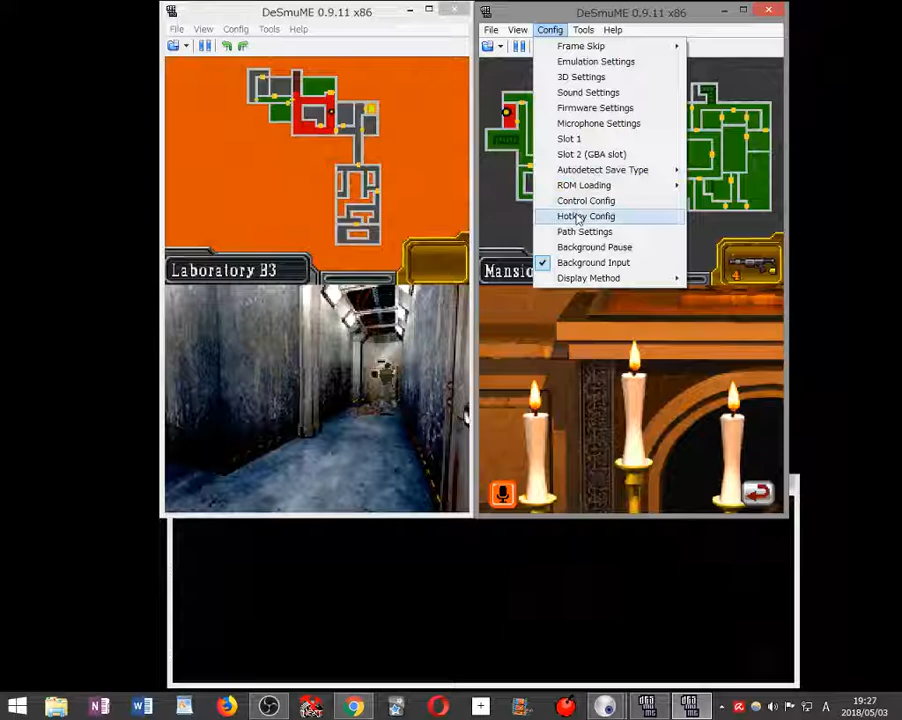 DeSmuME 0.9.11 x86
File View Config Tools Help
Laboratory B3
DeSmuME 0.9.11 x86
File View Config Tools Help
Frame Skip
Emulation Settings
3D Settings
Sound Settings
Firmware Settings
Microphone Settings
Slot 1
Slot 2 (GBA slot)
Autodetect Save Type
ROM Loading
Control Config
Hotkey Config
Path Settings
Background Pause
Background Input
Display Method
Mansio
4
A
19:27
2018/05/03